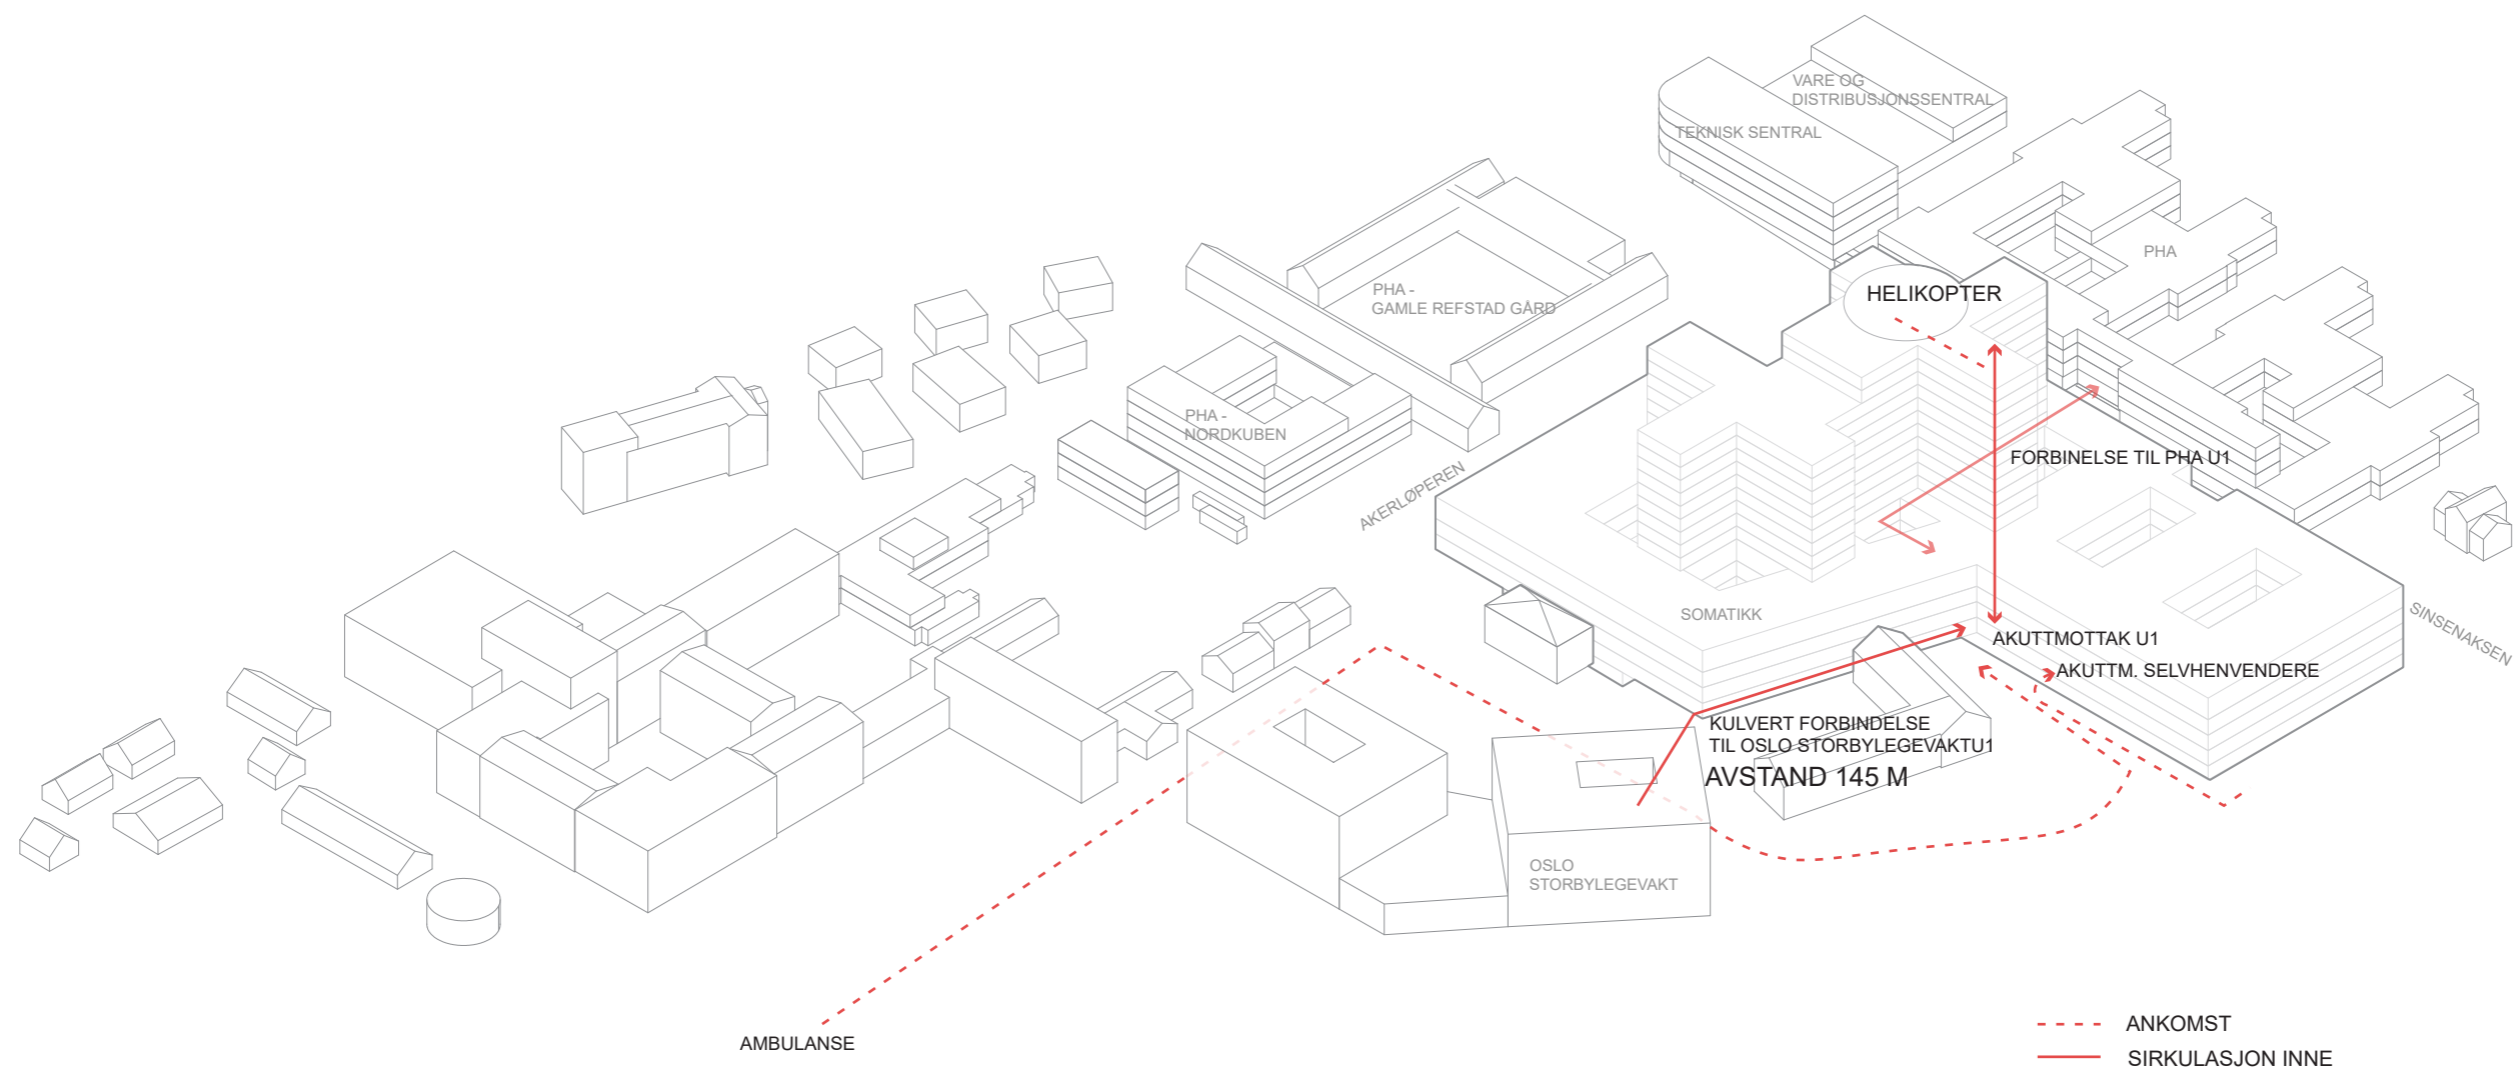 VARE OG
DISTRIBUSJONSSENTRAL
TEKNISK SENTRAL
PHA
HELIKOPTER
PHA -
GAMLE REFSTAD GÅRD
PHA -
NORDKUBEN
AKERLØPEREN
FORBINELSE TIL PHA U1
SOMATIKK
SINSENAKSEN
AKUTTMOTTAK U1
AKUTTM. SELVHENVENDERE
KULVERT FORBINDELSE
TIL OSLO STORBYLEGEVAKTU1
AVSTAND 145 M
OSLO
STORBYLEGEVAKT
AMBULANSE
ANKOMST
SIRKULASJON INNE